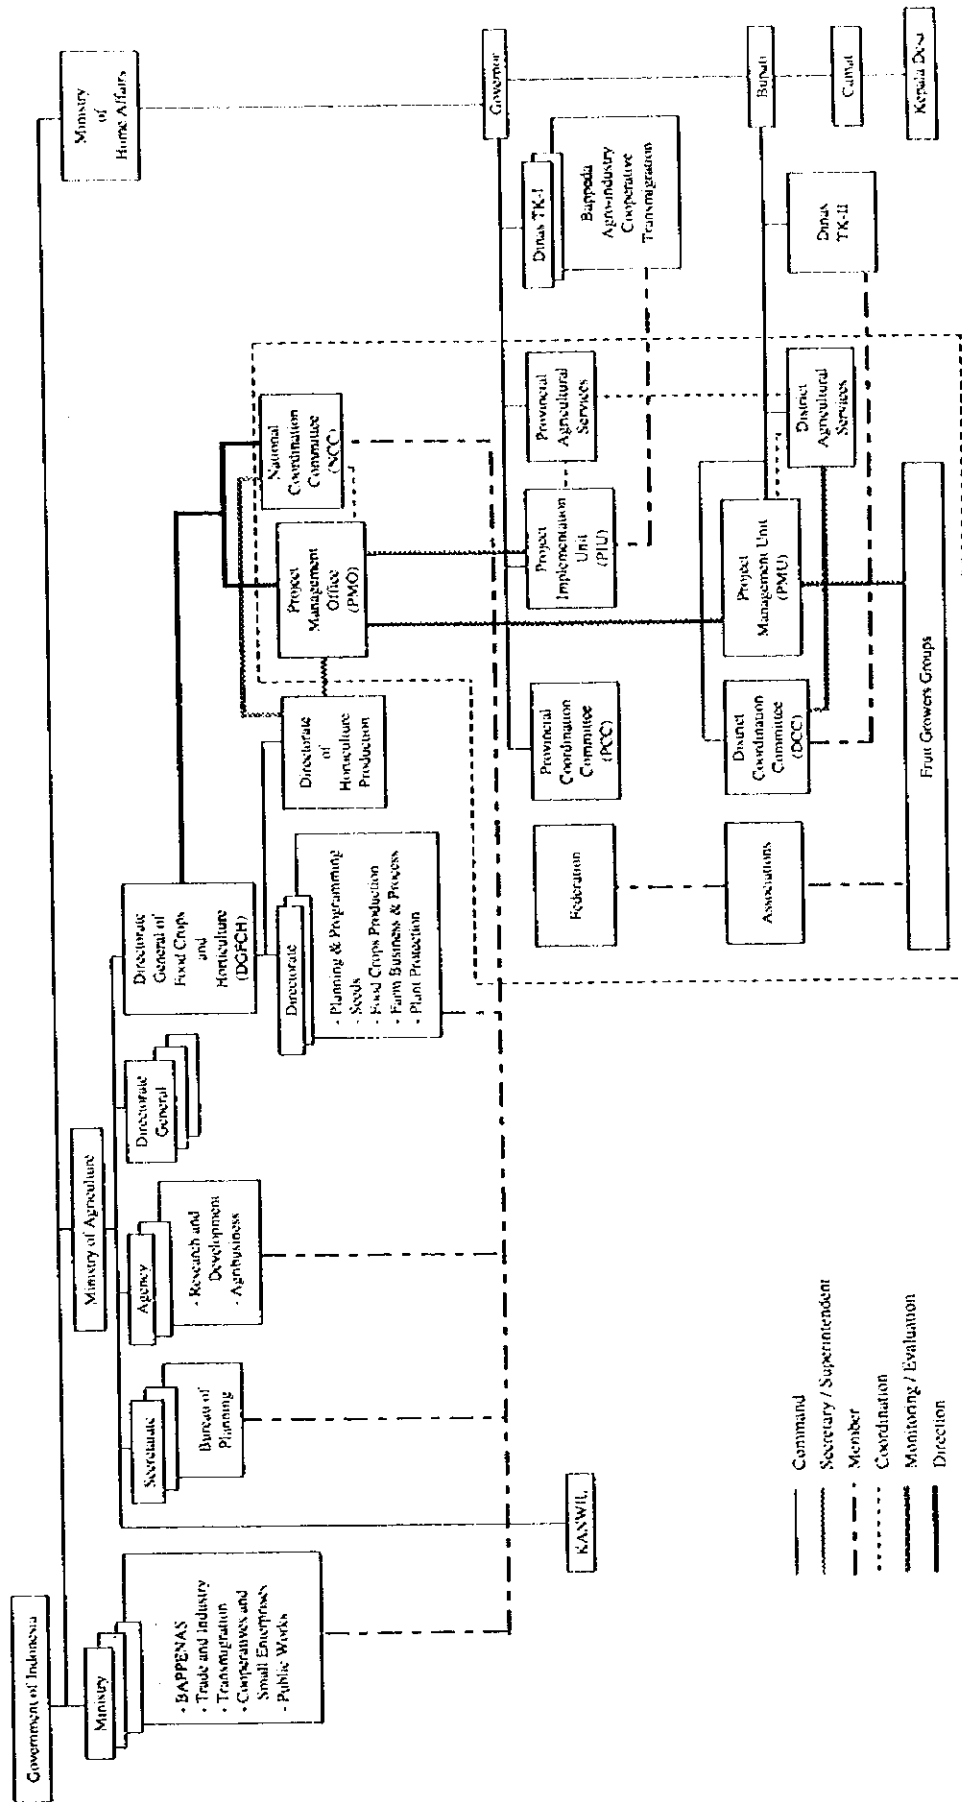 Government of Indonesia
Ministry
- BAPPENAS
- Trade and Industry
- Transmigration
- Cooperatives and
Small Enterprises
- Public Works
Ministry of Agriculture
Ministry
of
Home Affairs
Secretariate
Bureau of
Planning
Agency
- Research and
Development
- Agribusiness
Directorate
General
Directorate
General of
Food Crops
and
Horticulture
(DGFCH)
KANWIL
Directorate
- Planning & Programming
- Seeds
- Food Crops Production
- Farm Business & Process
- Plant Protection
Directorate
of
Horticulture
Production
Project
Management
Office
(PMO)
National
Coordination
Committee
(NCC)
Governor
Federation
Provincial
Coordination
Committee
(PCC)
Project
Implementation
Unit
(PIU)
Provincial
Agricultural
Services
Dinas TK-I
Bappeda
Agro-industry
Cooperative
Transmigration
Bupati
Associations
District
Coordination
Committee
(DCC)
Project
Management Unit
(PMU)
District
Agricultural
Services
Dinas
TK-II
Camat
Kepala Desa
Fruit Growers Groups
Command
Secretary / Superintendent
Member
Coordination
Monitoring / Evaluation
Direction